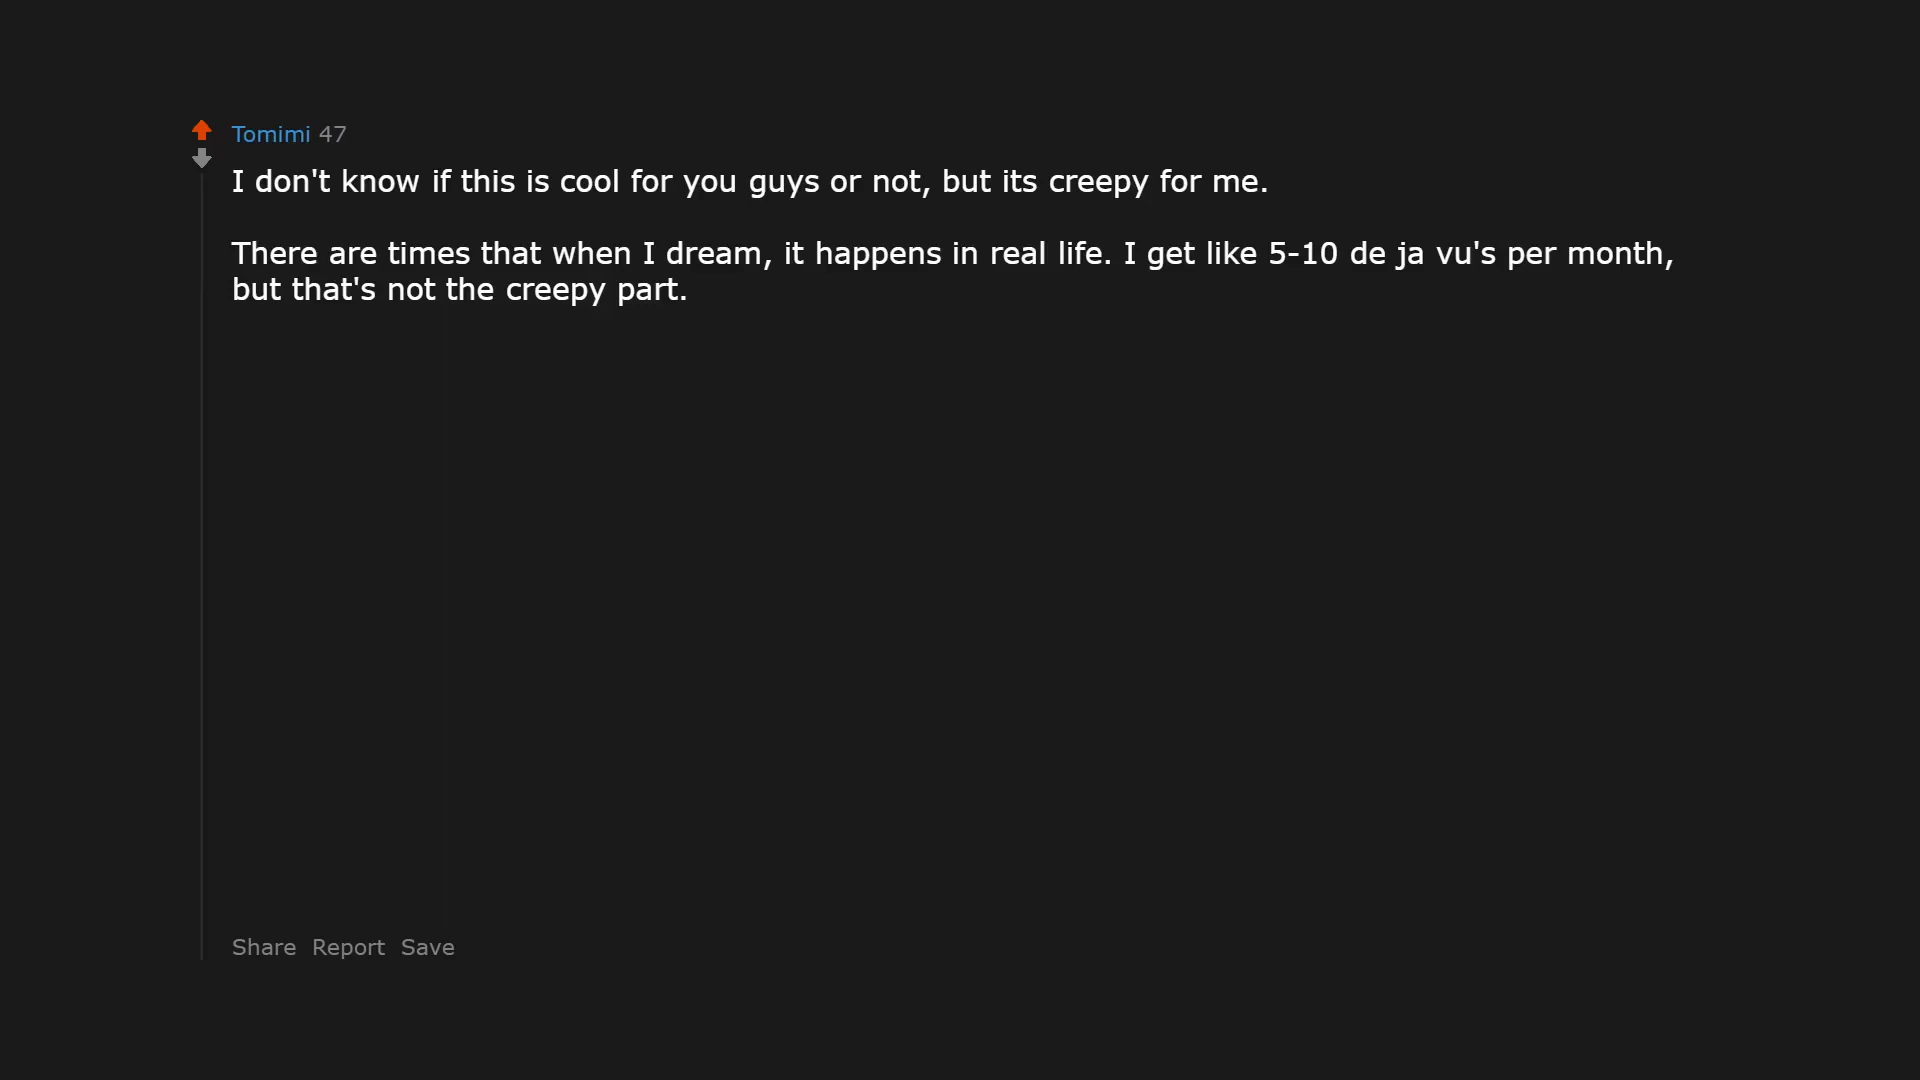 Tomimi 47
I don't know if this is cool for you guys or not, but its creepy for me.
There are times that when I dream, it happens in real life. I get like 5-10 de ja vu's per month,
but that's not the creepy part.
Share Report Save